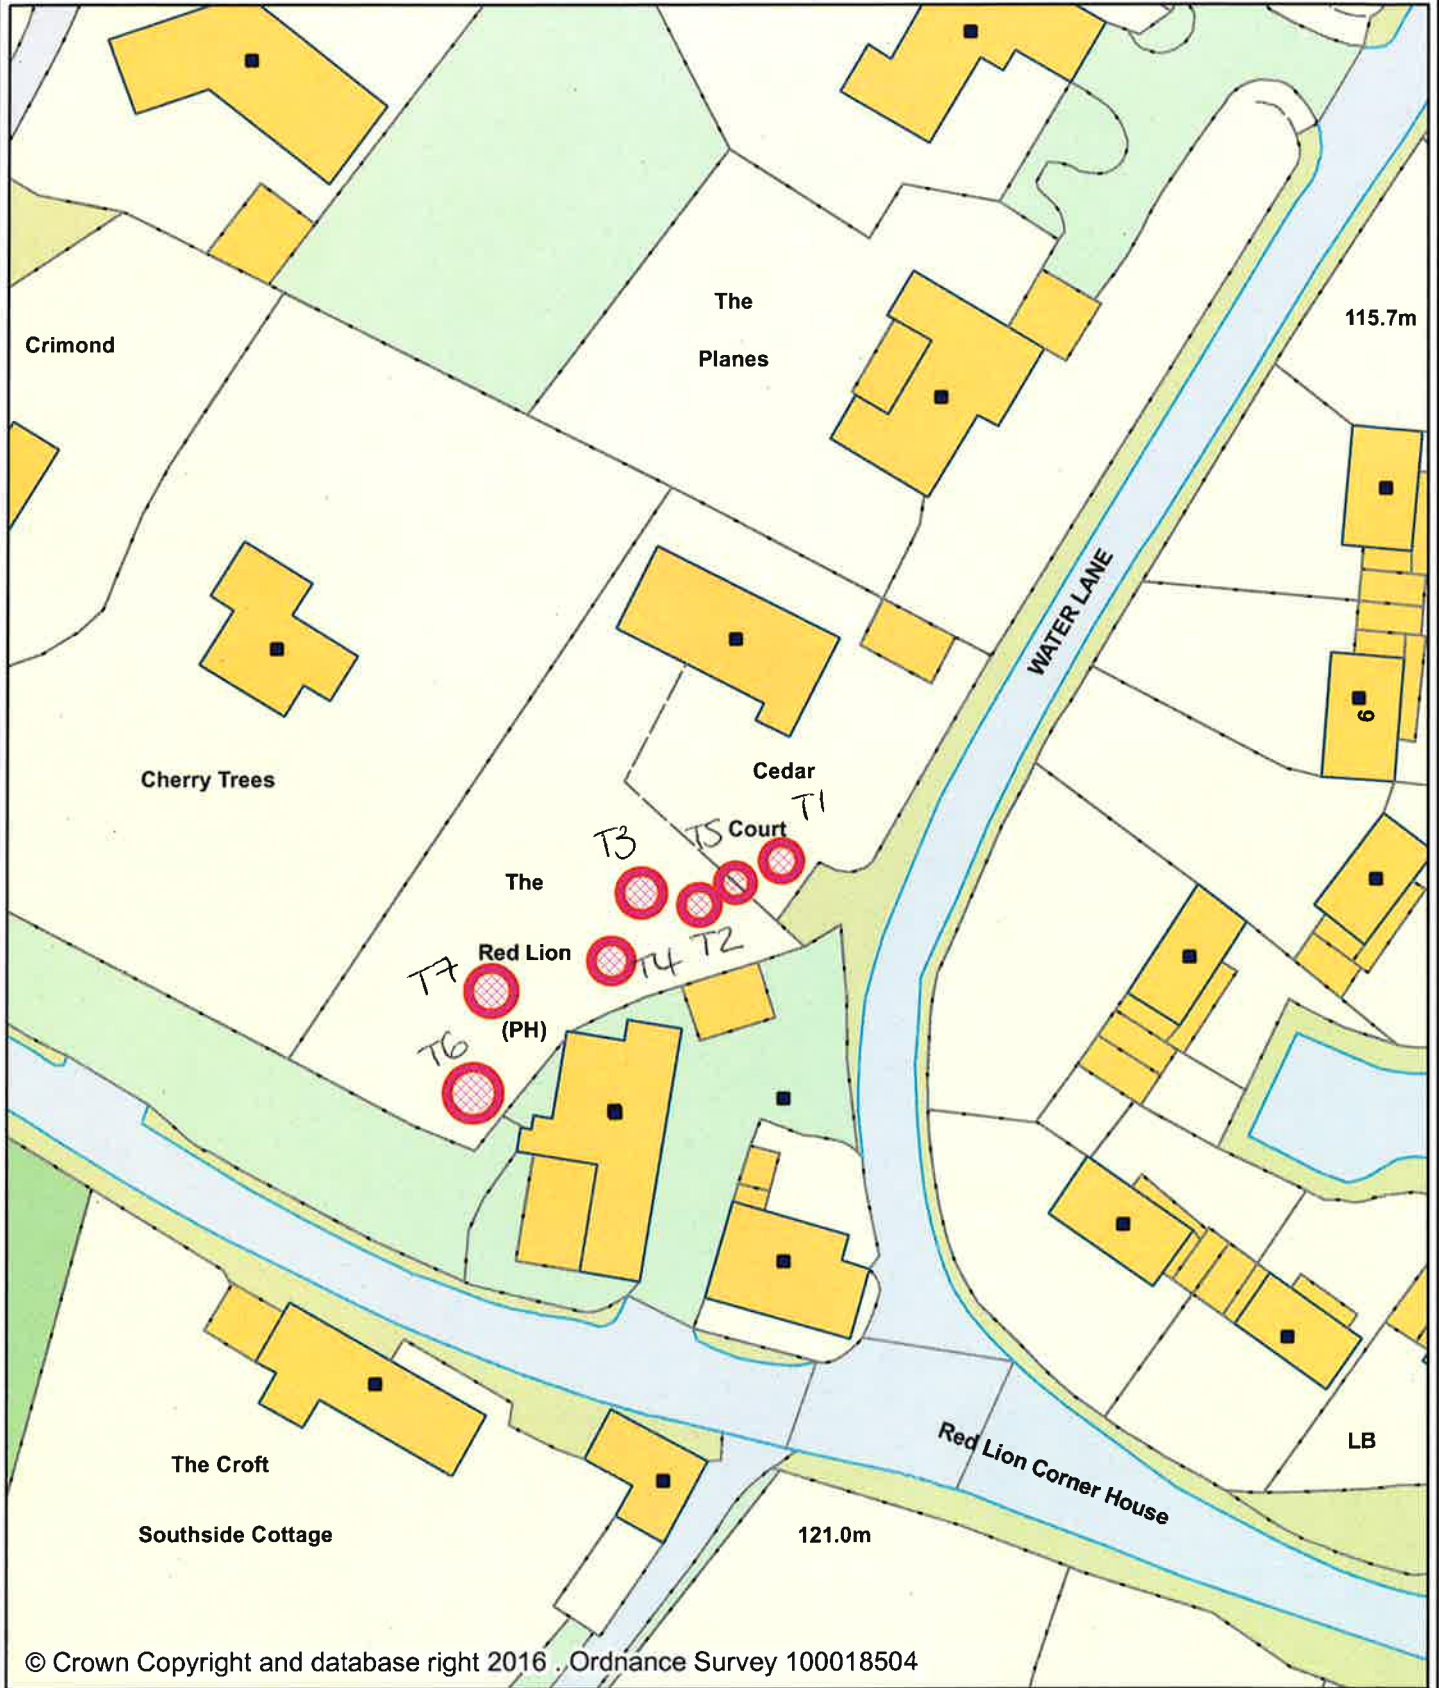 The
Planes
115.7m
Crimond
WATER LANE
6
Cherry Trees
Cedar
Court
T1
T5
T3
The
Red Lion
(PH)
T2
T4
T7
T6
The Croft
Southside Cottage
Red Lion Corner House
LB
121.0m
© Crown Copyright and database right 2016 . Ordnance Survey 100018504